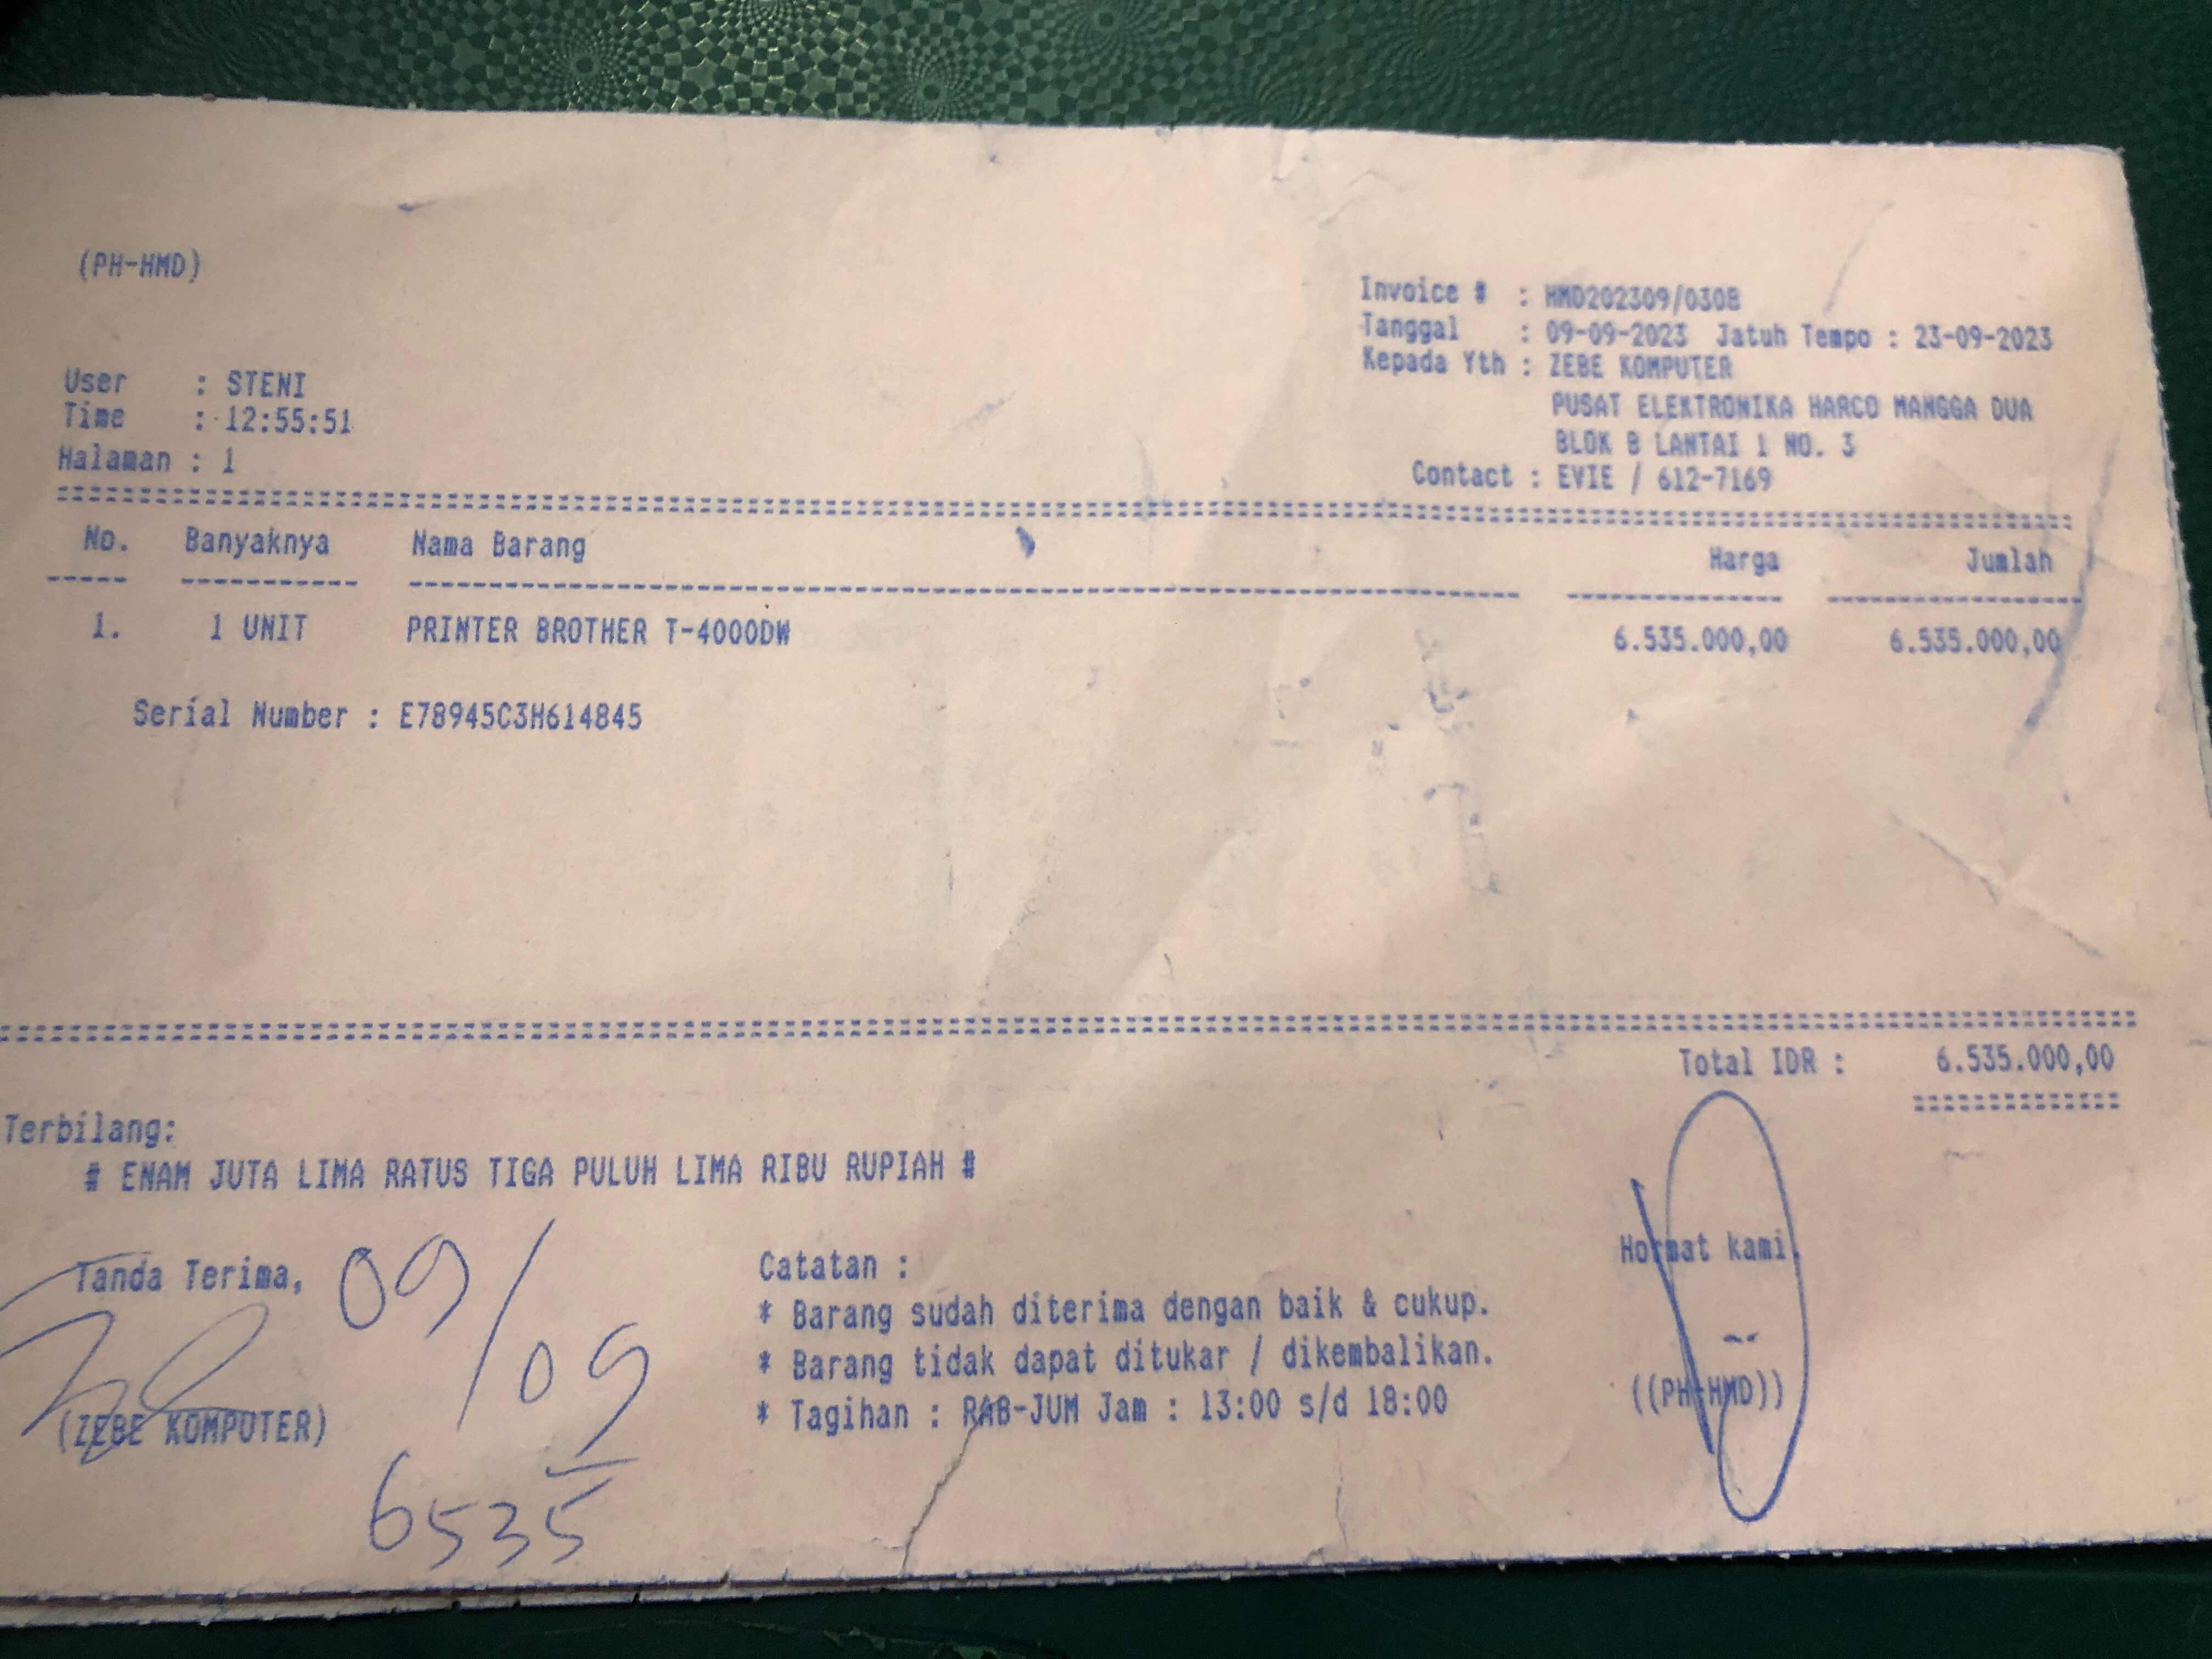 (PH-HMD)
Invoice # : HMD202309/0308
Tanggal : 09-09-2023 Jatuh Tempo : 23-09-2023
Kepada Yth : ZEBE KOMPUTER
PUSAT ELEKTRONIKA HARCO MANGGA DUA
BLOK B LANTAI 1 NO. 3
Contact : EVIE / 612-7169
User : STENI
Time : 12:55:51
Halaman : 1
No. Banyaknya Nama Barang Harga Jumlah
1. 1 UNIT PRINTER BROTHER T-4000DW 6.535.000,00 6.535.000,00
Serial Number : E78945C3H614845
Total IDR : 6.535.000,00
Terbilang:
# ENAM JUTA LIMA RATUS TIGA PULUH LIMA RIBU RUPIAH #
Tanda Terima,
09/09
(ZEBE KOMPUTER)
6535
Catatan :
* Barang sudah diterima dengan baik & cukup.
* Barang tidak dapat ditukar / dikembalikan.
* Tagihan : RAB-JUM Jam : 13:00 s/d 18:00
Hormat kami,
((PH-HMD))